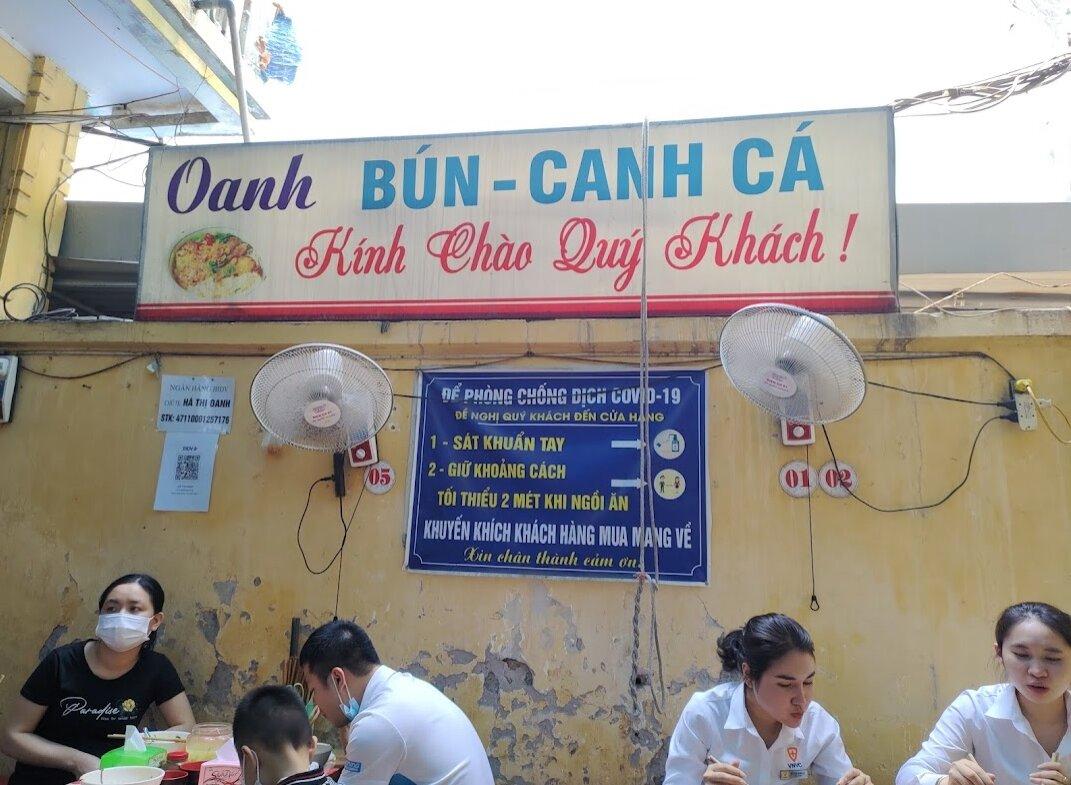 Oanh BÚN - CANH CÁ
Kính Chào Quý Khách !
NGÂN HÀNG BIDV
HÀ THỊ OANH
STK: 47110001257176
ĐỂ PHÒNG CHỐNG DỊCH COVID-19
ĐỀ NGHỊ QUÝ KHÁCH ĐẾN CỬA HÀNG
1 - SÁT KHUẨN TAY
2 - GIỮ KHOẢNG CÁCH
TỐI THIỂU 2 MÉT KHI NGỒI ĂN
KHUYẾN KHÍCH KHÁCH HÀNG MUA MANG VỀ
Xin chân thành cảm ơn!
05
01 02
Paradise
VNVC